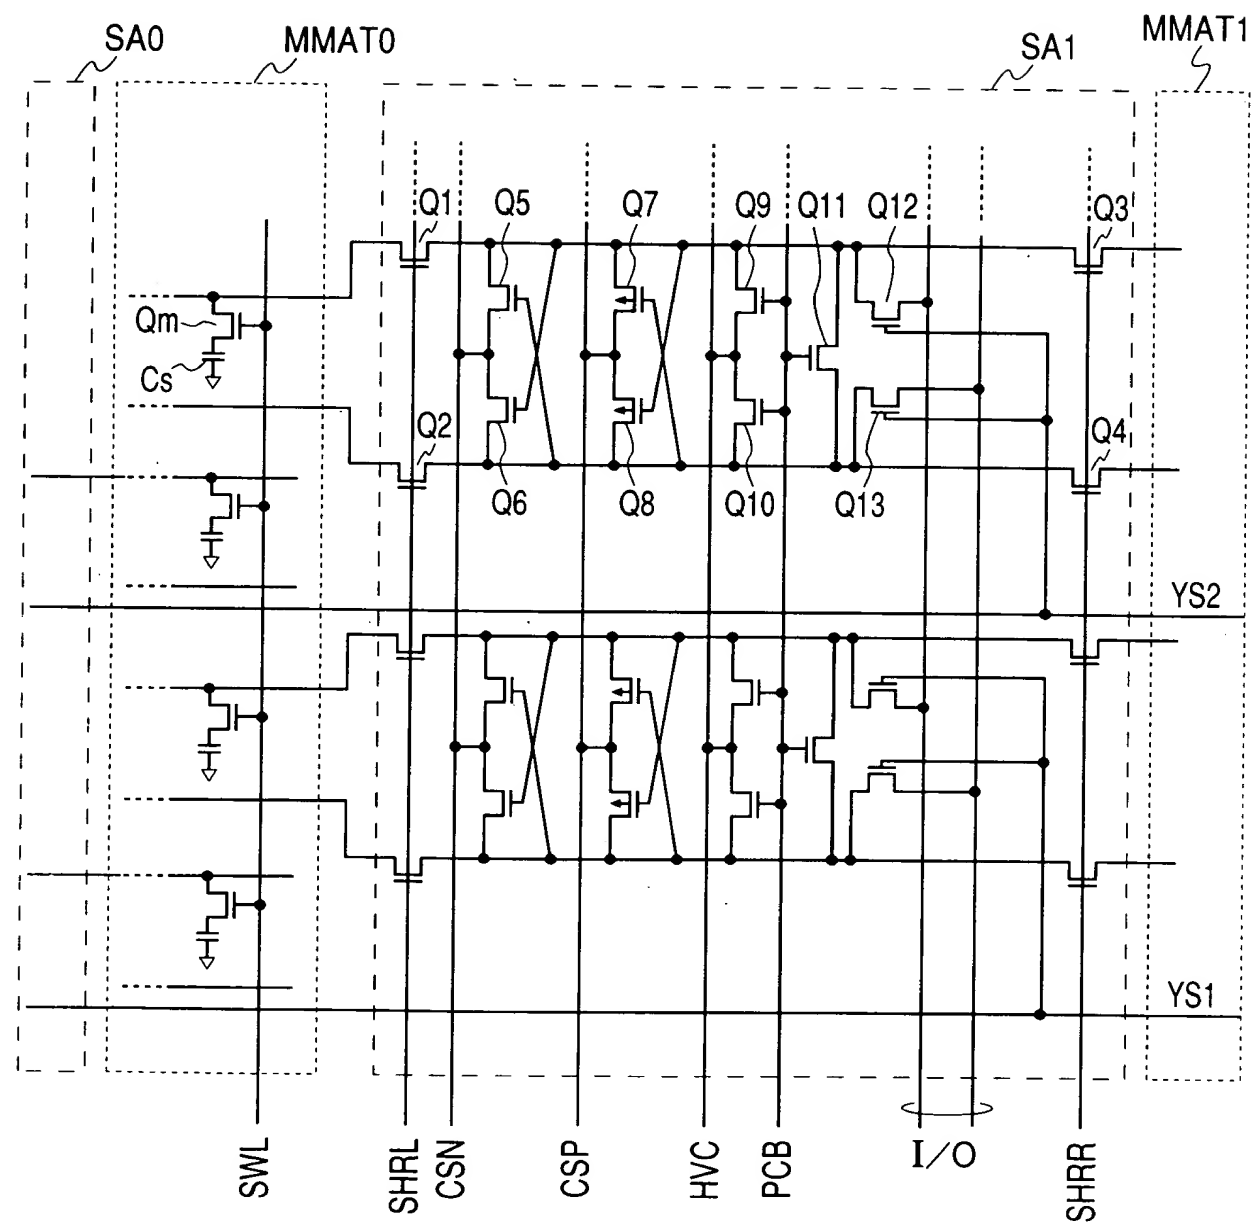 SA0
MMAT0
SA1
MMAT1
Q1
Q5
Q7
Q9
Q11
Q12
Q3
Qm
Cs
Q2
Q6
Q8
Q10
Q13
Q4
YS2
YS1
SWL
SHRL
CSN
CSP
HVC
PCB
I/O
SHRR